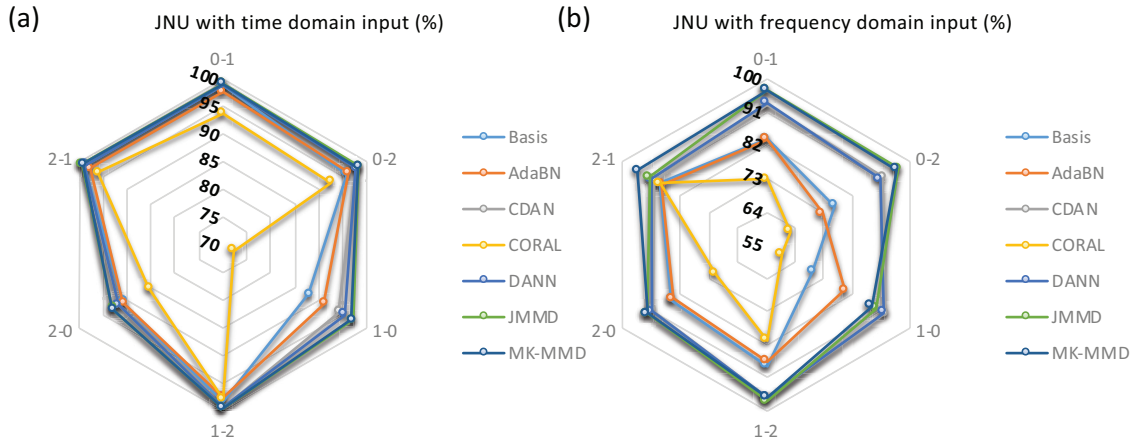 (a)
JNU with time domain input (%)
0-1
100
95
90
85
80
75
70
0-2
1-0
1-2
2-0
2-1
Basis
AdaBN
CDAN
CORAL
DANN
JMMD
MK-MMD
(b)
JNU with frequency domain input (%)
0-1
100
91
82
73
64
55
0-2
1-0
1-2
2-0
2-1
Basis
AdaBN
CDAN
CORAL
DANN
JMMD
MK-MMD